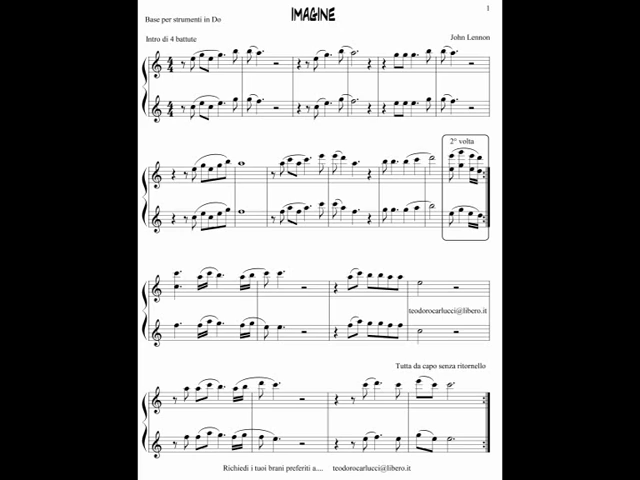 IMAGINE
1
Base per strumenti in Do
Intro di 4 battute
John Lennon
2° volta
teodorocarlucci@libero.it
Tutta da capo senza ritornello
Richiedi i tuoi brani preferiti a.... teodorocarlucci@libero.it